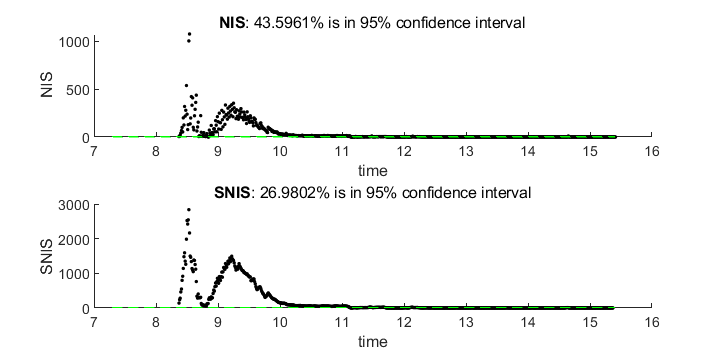 NIS: 43.5961% is in 95% confidence interval
1000
500
0
NIS
7 8 9 10 11 12 13 14 15 16
time
SNIS: 26.9802% is in 95% confidence interval
3000
2000
1000
0
SNIS
7 8 9 10 11 12 13 14 15 16
time